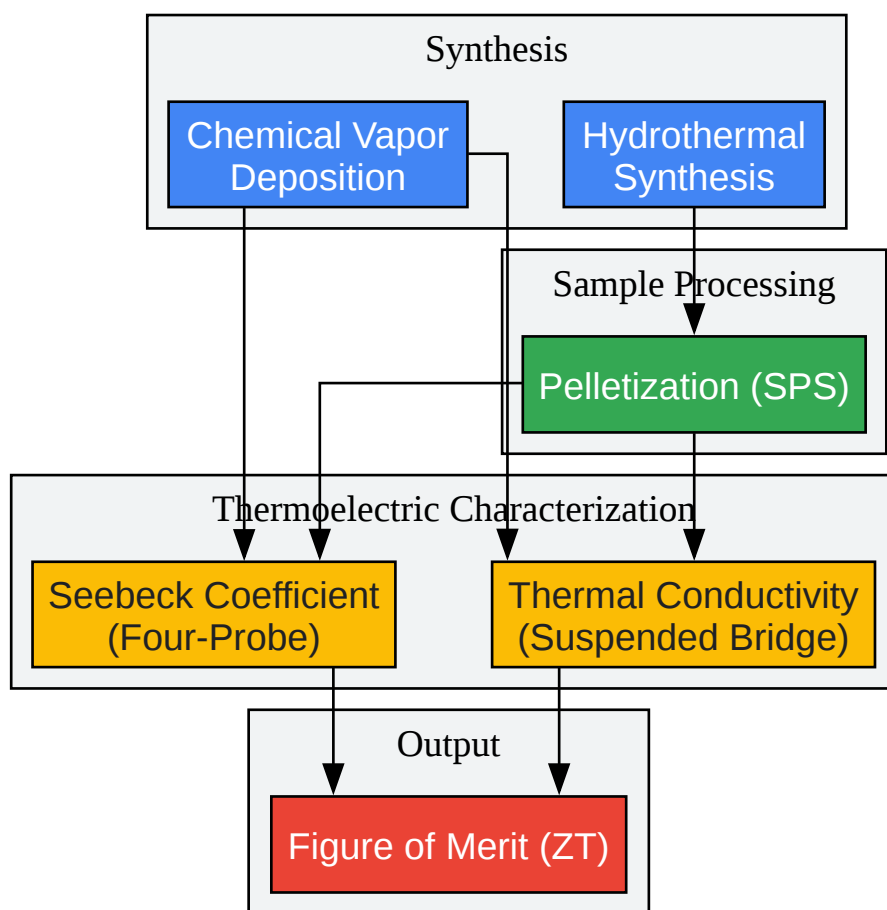 Synthesis
Chemical Vapor
Deposition
Hydrothermal
Synthesis
Sample Processing
Pelletization (SPS)
Thermoelectric Characterization
Seebeck Coefficient
(Four-Probe)
Thermal Conductivity
(Suspended Bridge)
Output
Figure of Merit (ZT)